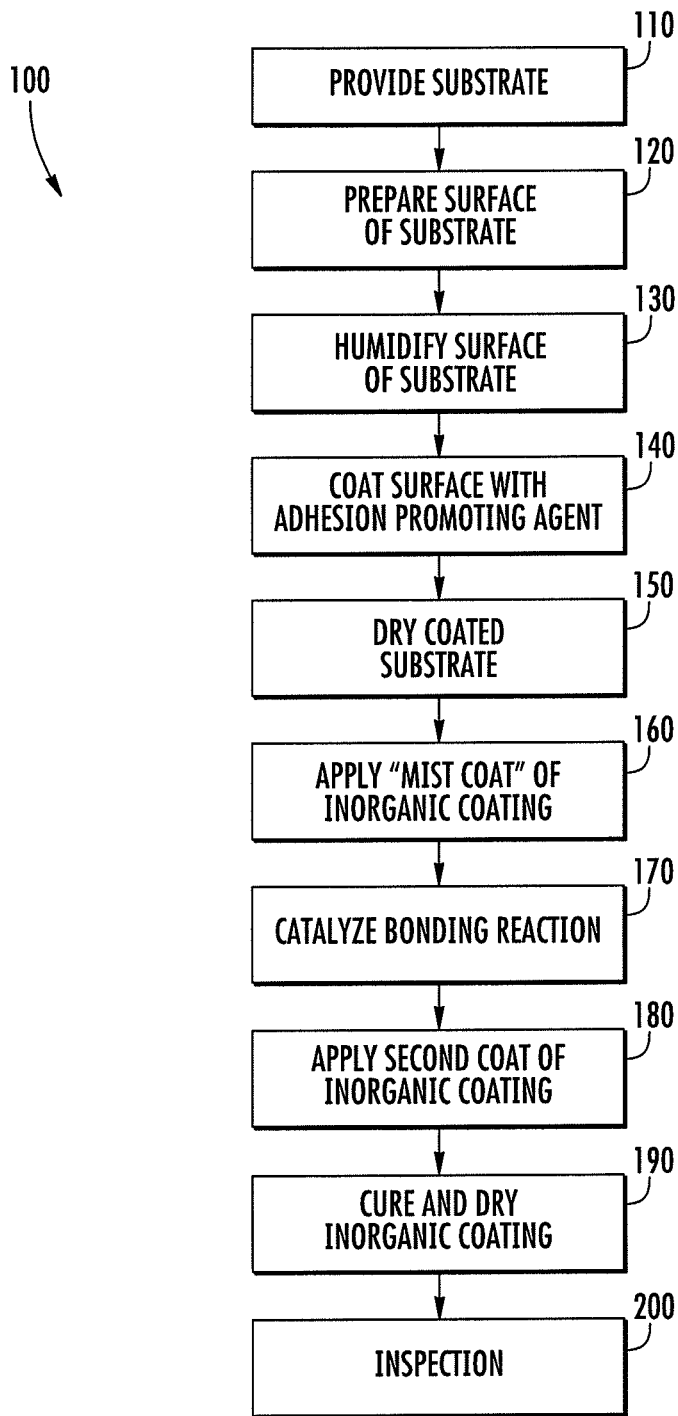 100
110
PROVIDE SUBSTRATE
120
PREPARE SURFACE
OF SUBSTRATE
130
HUMIDIFY SURFACE
OF SUBSTRATE
140
COAT SURFACE WITH
ADHESION PROMOTING AGENT
150
DRY COATED
SUBSTRATE
160
APPLY “MIST COAT” OF
INORGANIC COATING
170
CATALYZE BONDING REACTION
180
APPLY SECOND COAT OF
INORGANIC COATING
190
CURE AND DRY
INORGANIC COATING
200
INSPECTION